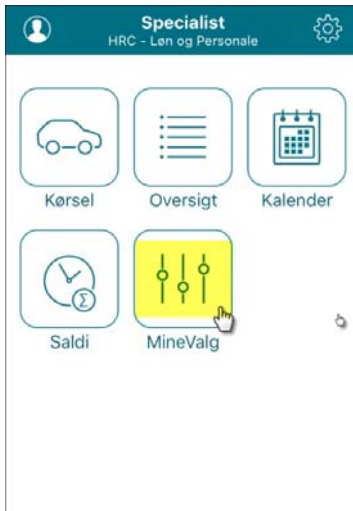 Specialist
HRC - Løn og Personale
Kørsel Oversigt Kalender
Σ
Saldi MineValg